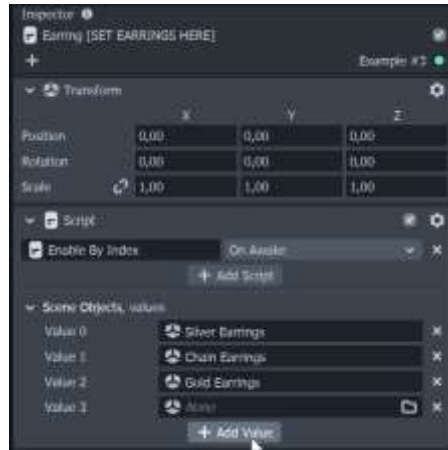 Inspector
Earring [SET EARRINGS HERE]
+ Example #3
Transform
X Y Z
Position 0,00 0,00 0,00
Rotation 0,00 0,00 0,00
Scale 1,00 1,00 1,00
Script
Enable By Index On Awake ×
+ Add Script
Scene Objects, values
Value 0 Silver Earrings ×
Value 1 Chain Earrings ×
Value 2 Gold Earrings ×
Value 3 None ×
+ Add Value